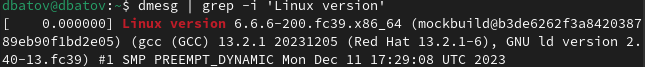 dbatov@dbatov:~$ dmesg | grep -i 'Linux version'
[    0.000000] Linux version 6.6.6-200.fc39.x86_64 (mockbuild@b3de6262f3a8420387
89eb90f1bd2e05) (gcc (GCC) 13.2.1 20231205 (Red Hat 13.2.1-6), GNU ld version 2.
40-13.fc39) #1 SMP PREEMPT_DYNAMIC Mon Dec 11 17:29:08 UTC 2023